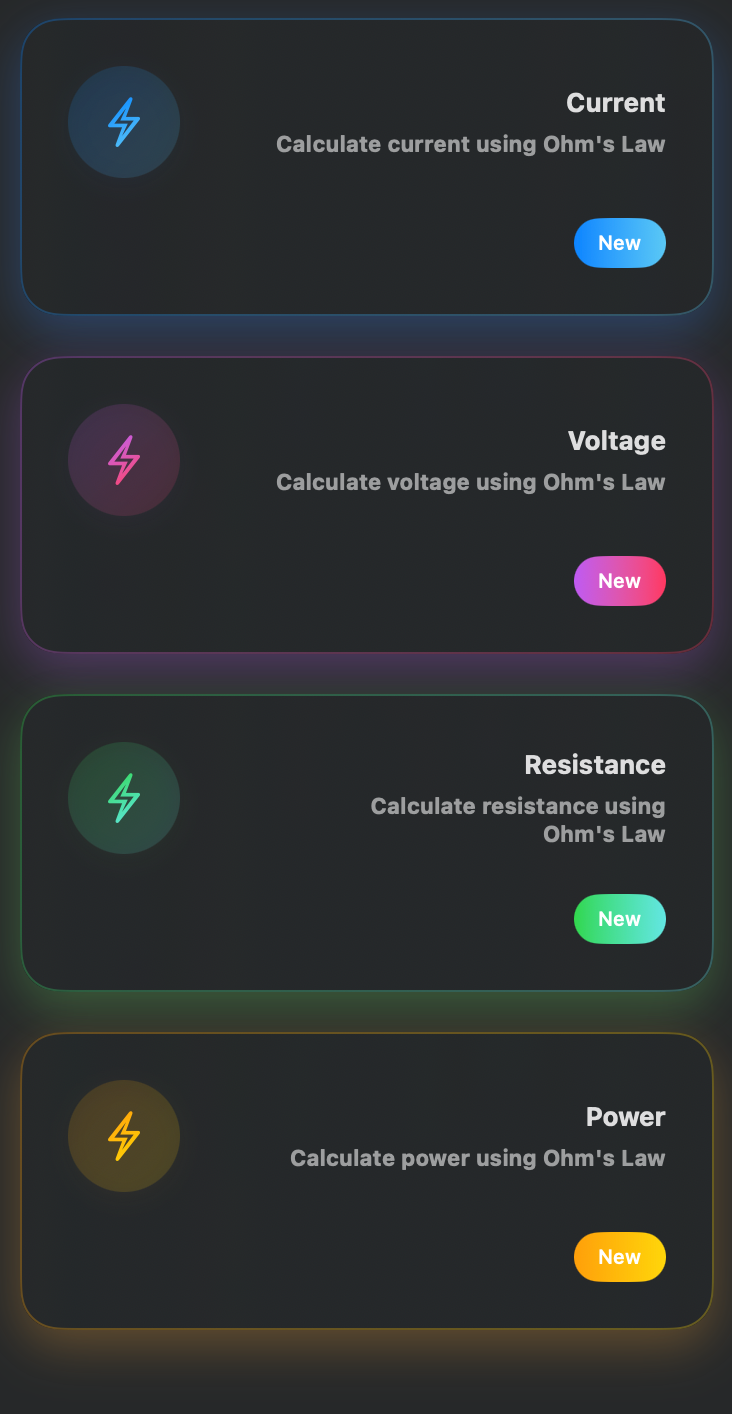 Current
Calculate current using Ohm's Law
New
Voltage
Calculate voltage using Ohm's Law
New
Resistance
Calculate resistance using
Ohm's Law
New
Power
Calculate power using Ohm's Law
New